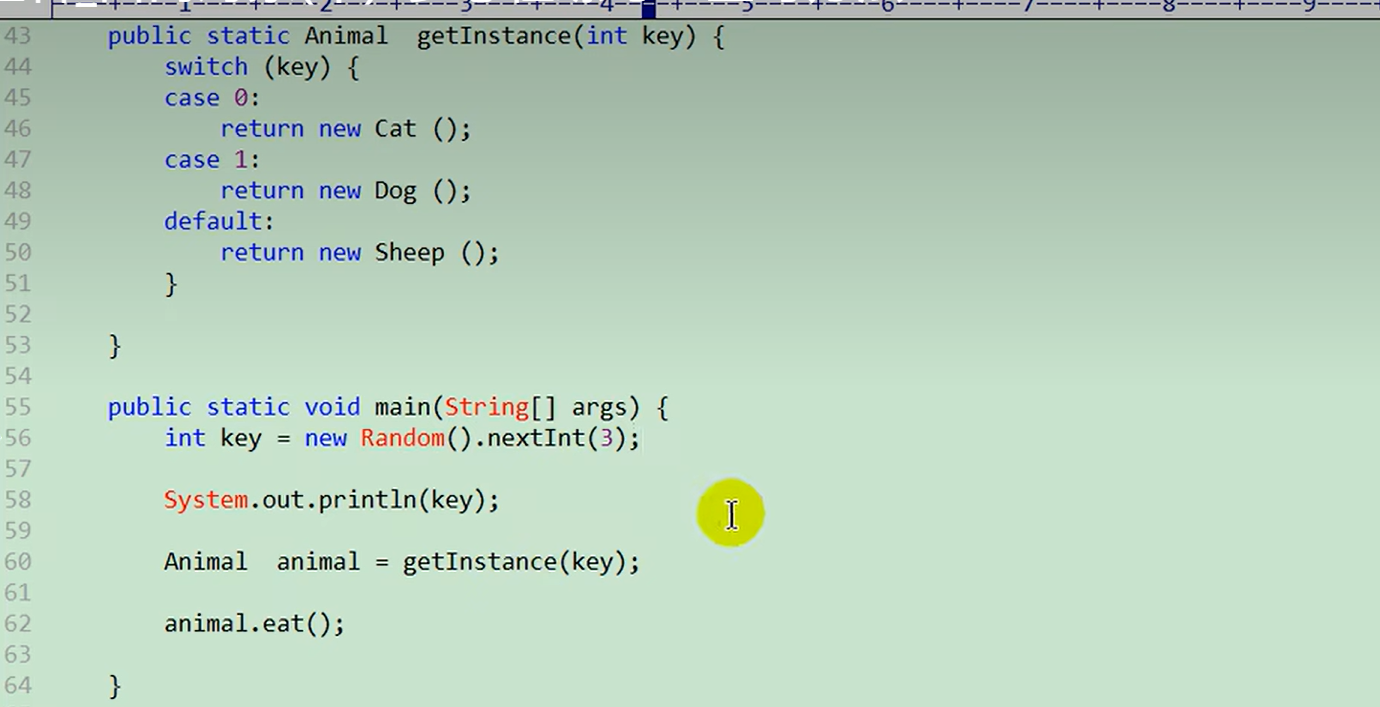 43 public static Animal  getInstance(int key) {
44 switch (key) {
45 case 0:
46 return new Cat ();
47 case 1:
48 return new Dog ();
49 default:
50 return new Sheep ();
51 }
52
53 }
54
55 public static void main(String[] args) {
56 int key = new Random().nextInt(3);
57
58 System.out.println(key);
59
60 Animal  animal = getInstance(key);
61
62 animal.eat();
63
64 }